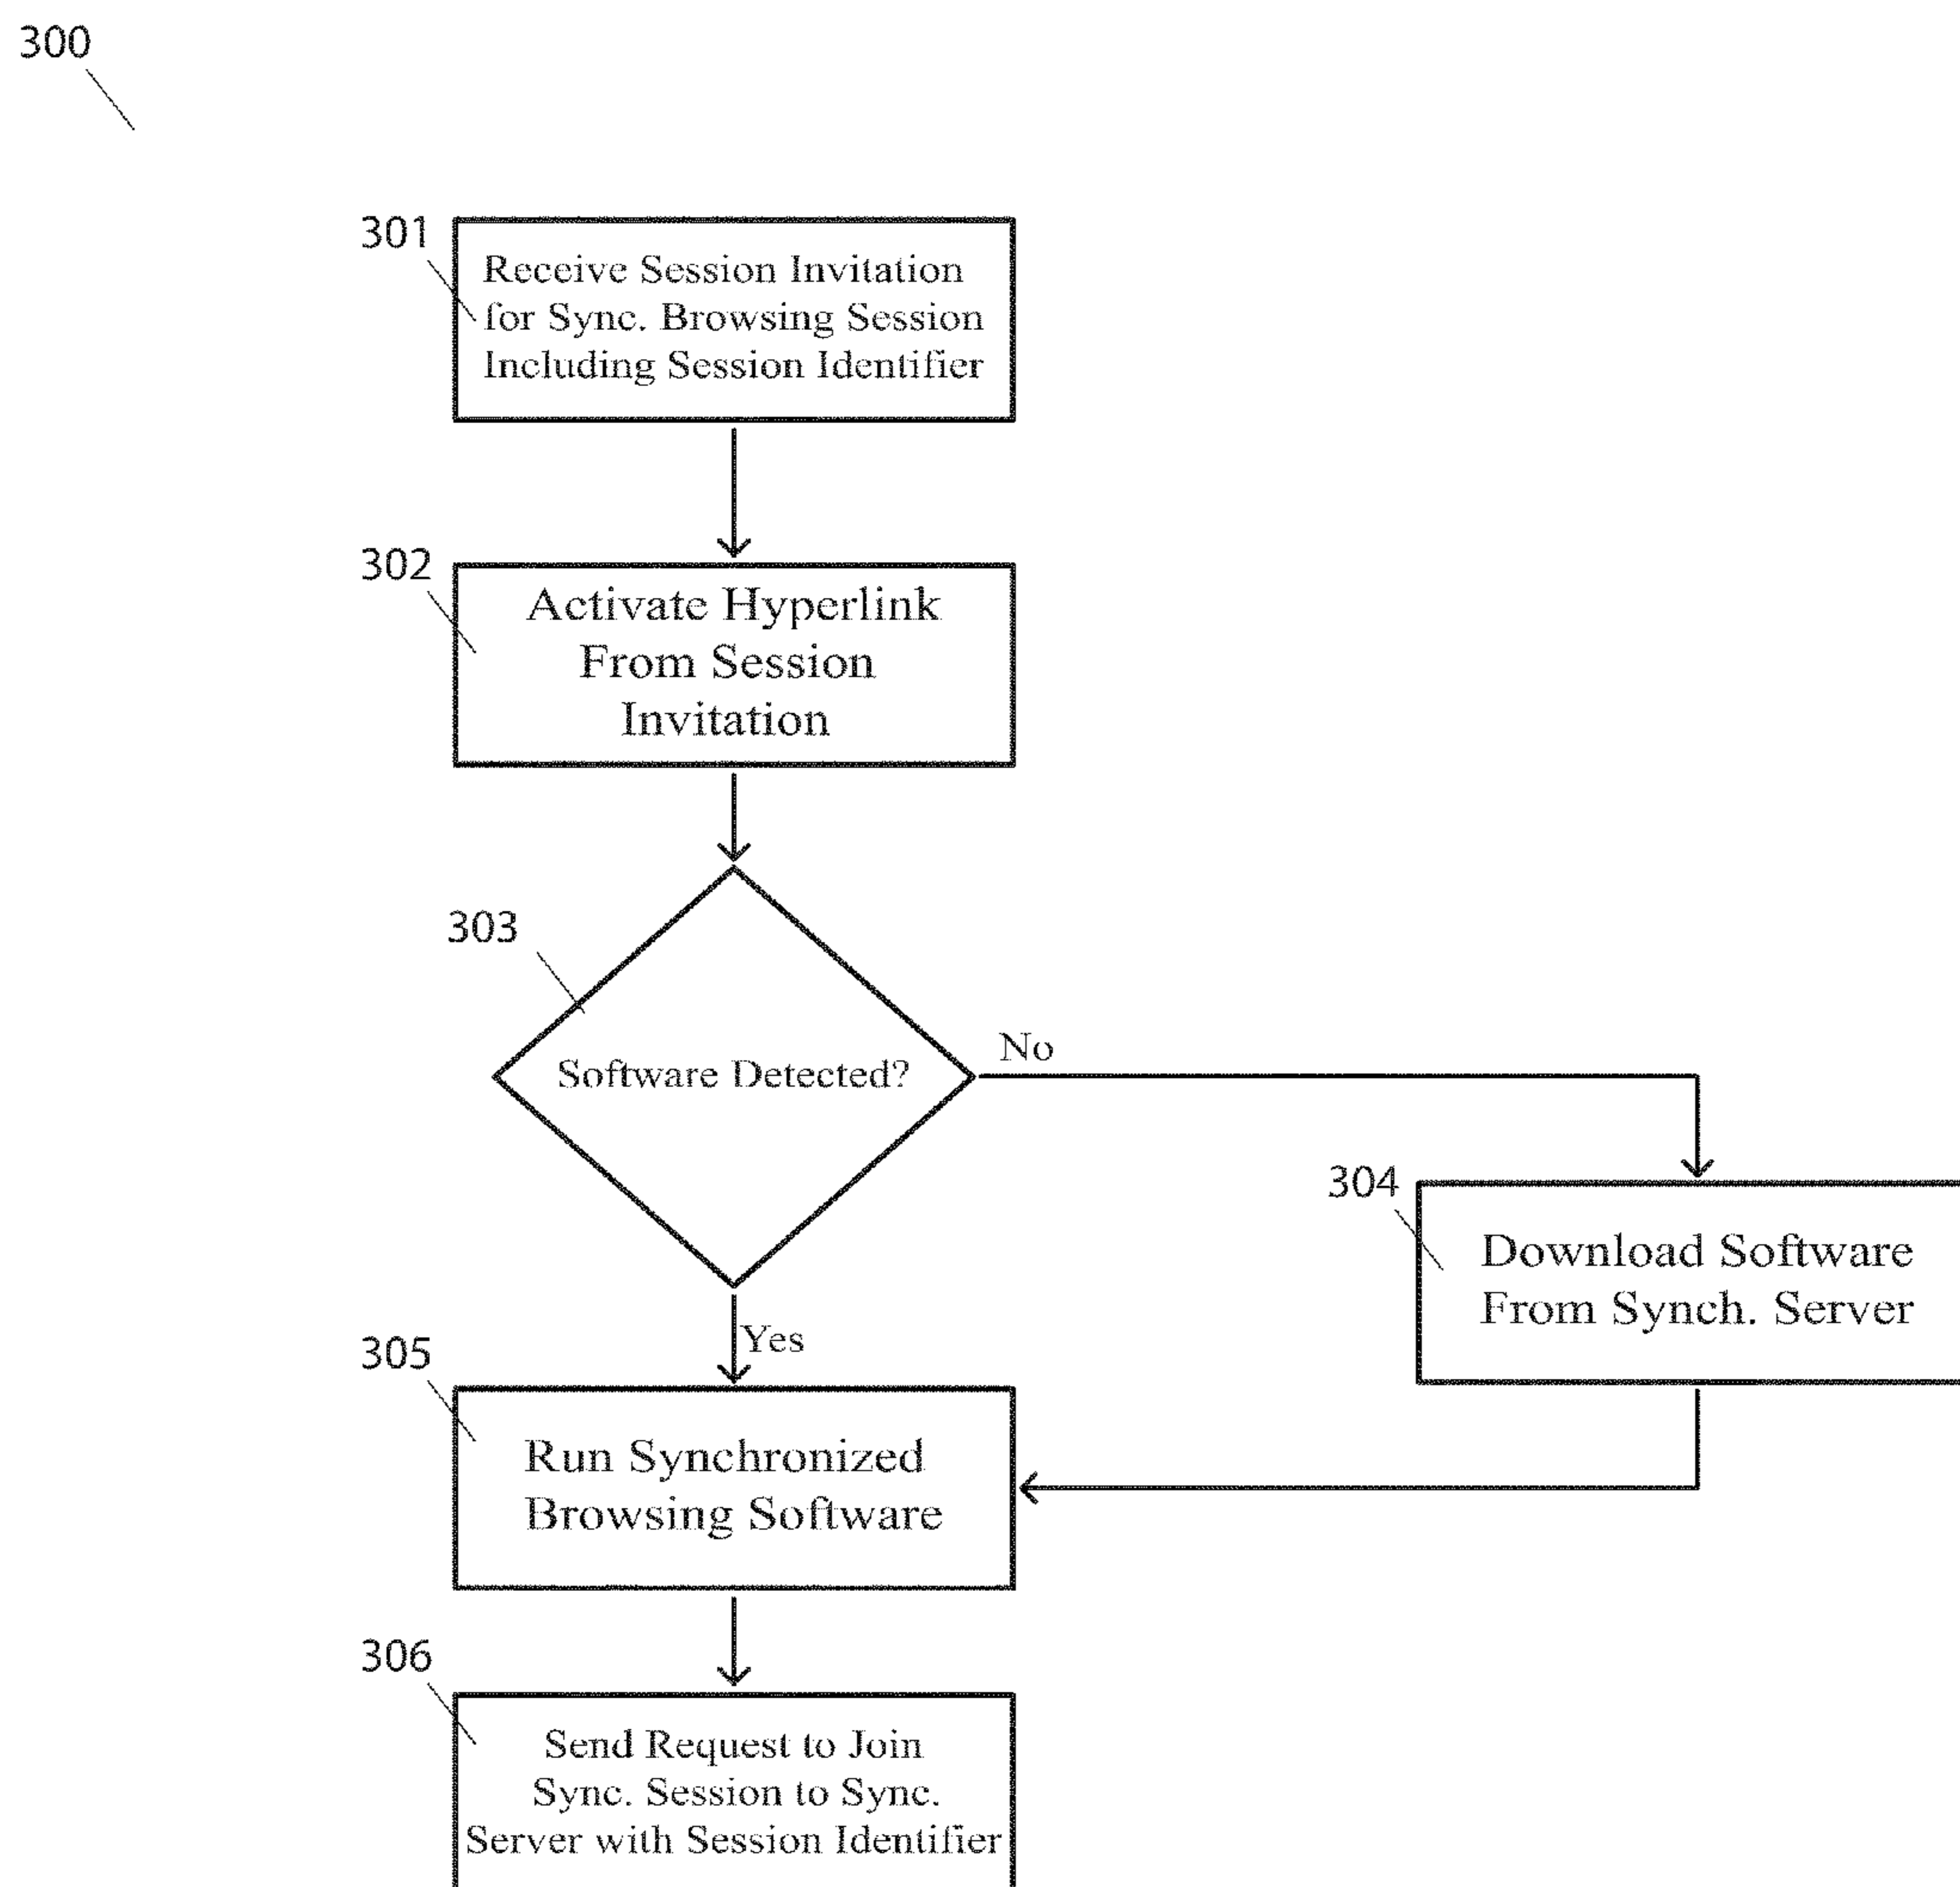 300
301
Receive Session Invitation
for Sync. Browsing Session
Including Session Identifier
302
Activate Hyperlink
From Session
Invitation
303
Software Detected?
No
304
Download Software
From Synch. Server
Yes
305
Run Synchronized
Browsing Software
306
Send Request to Join
Sync. Session to Sync.
Server with Session Identifier